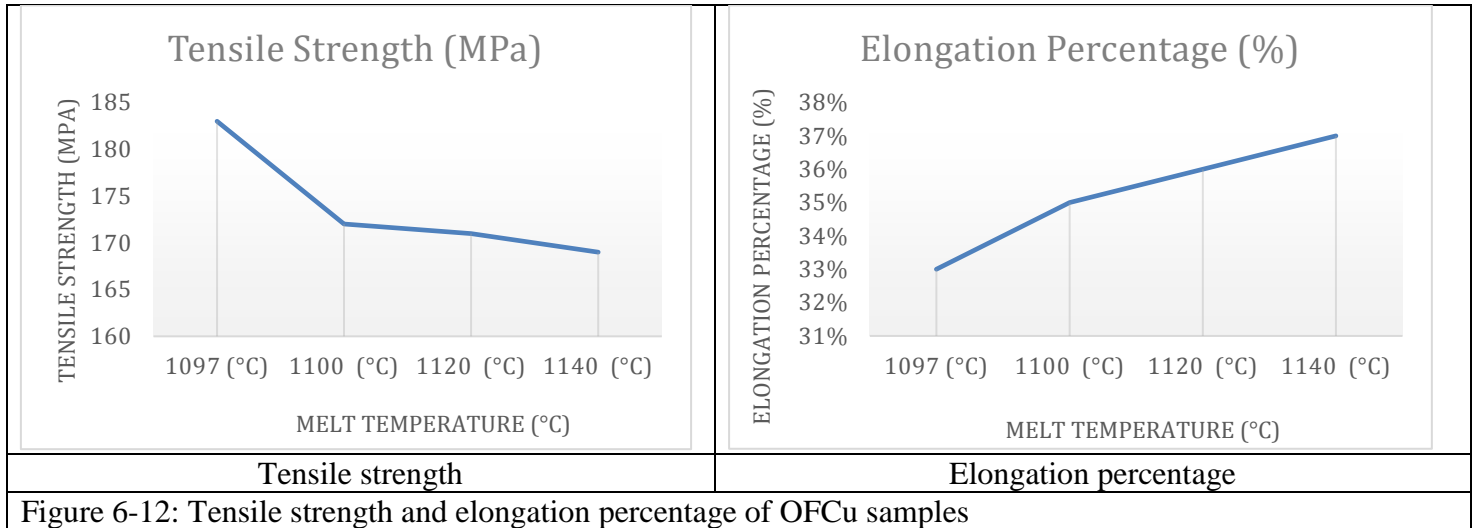 Tensile Strength (MPa)
TENSILE STRENGTH (MPA)
185
180
175
170
165
160
1097 (°C) 1100 (°C) 1120 (°C) 1140 (°C)
MELT TEMPERATURE (°C)
Elongation Percentage (%)
ELONGATION PERCENTAGE (%)
38%
37%
36%
35%
34%
33%
32%
31%
1097 (°C) 1100 (°C) 1120 (°C) 1140 (°C)
MELT TEMPERATURE (°C)
Tensile strength
Elongation percentage
Figure 6-12: Tensile strength and elongation percentage of OFCu samples